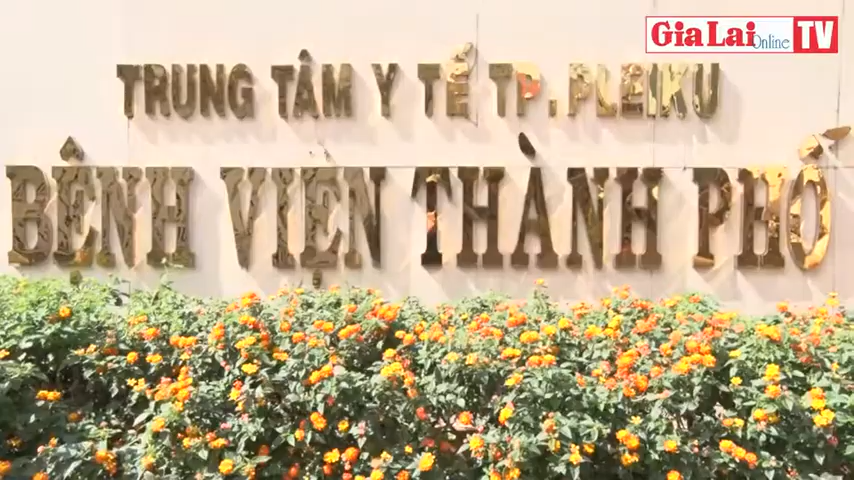 Gia Lai Online TV
TRUNG TÂM Y TẾ TP. PLEIKU
BỆNH VIỆN THÀNH PHỐ